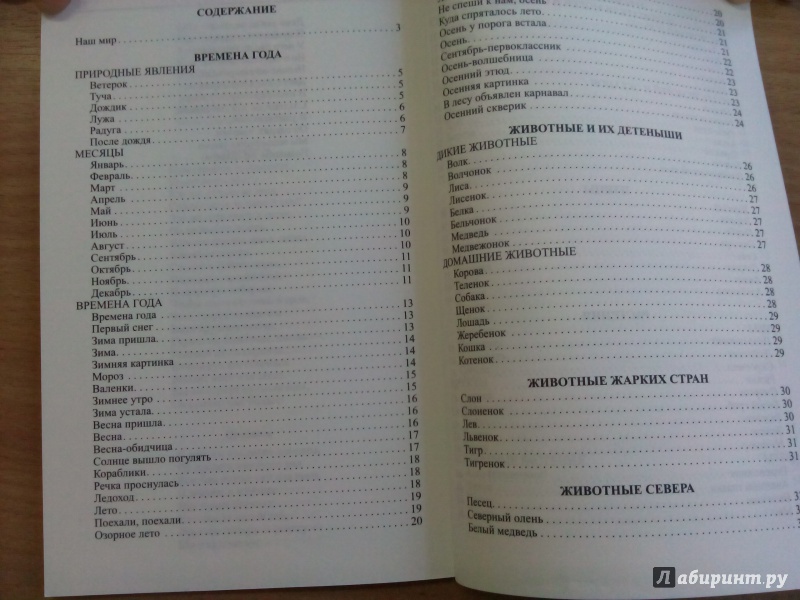 СОДЕРЖАНИЕ
Наш мир 3
ВРЕМЕНА ГОДА
ПРИРОДНЫЕ ЯВЛЕНИЯ
Ветерок 5
Туча 5
Дождик 5
Лужа 6
Радуга 6
После дождя 7
МЕСЯЦЫ
Январь 8
Февраль 8
Март 8
Апрель 9
Май 9
Июнь 9
Июль 10
Август 10
Сентябрь 10
Октябрь 11
Ноябрь 11
Декабрь 11
ВРЕМЕНА ГОДА
Времена года 13
Первый снег 13
Зима пришла 13
Зима 14
Зимняя картинка 14
Мороз 14
Валенки 15
Зимнее утро 15
Зима устала 16
Весна пришла 16
Весна 16
Весна-обидчица 17
Солнце вышло погулять 17
Кораблики 18
Речка проснулась 18
Ледоход 18
Лето 19
Поехали, поехали 19
Озорное лето 20
Не спеши к нам, осень
Куда спряталось лето 20
Осень у порога встала 20
Осень 21
Сентябрь-первоклассник 21
Осень-волшебница 21
Осенний этюд 22
Осенняя картинка 22
В лесу объявлен карнавал 23
Осенний скверик 23
24
ЖИВОТНЫЕ И ИХ ДЕТЕНЫШИ
ДИКИЕ ЖИВОТНЫЕ
Волк
Волчонок 26
Лиса 26
Лисенок 26
Белка 27
Бельчонок 27
Медведь 27
Медвежонок 27
ДОМАШНИЕ ЖИВОТНЫЕ
Корова 28
Теленок 28
Собака 28
Щенок 28
Лошадь 29
Жеребенок 29
Кошка 29
Котенок 29
ЖИВОТНЫЕ ЖАРКИХ СТРАН
Слон 30
Слоненок 30
Лев 30
Львенок 31
Тигр 31
Тигренок 31
ЖИВОТНЫЕ СЕВЕРА
Песец
Северный олень
Белый медведь
Лабиринт.ру